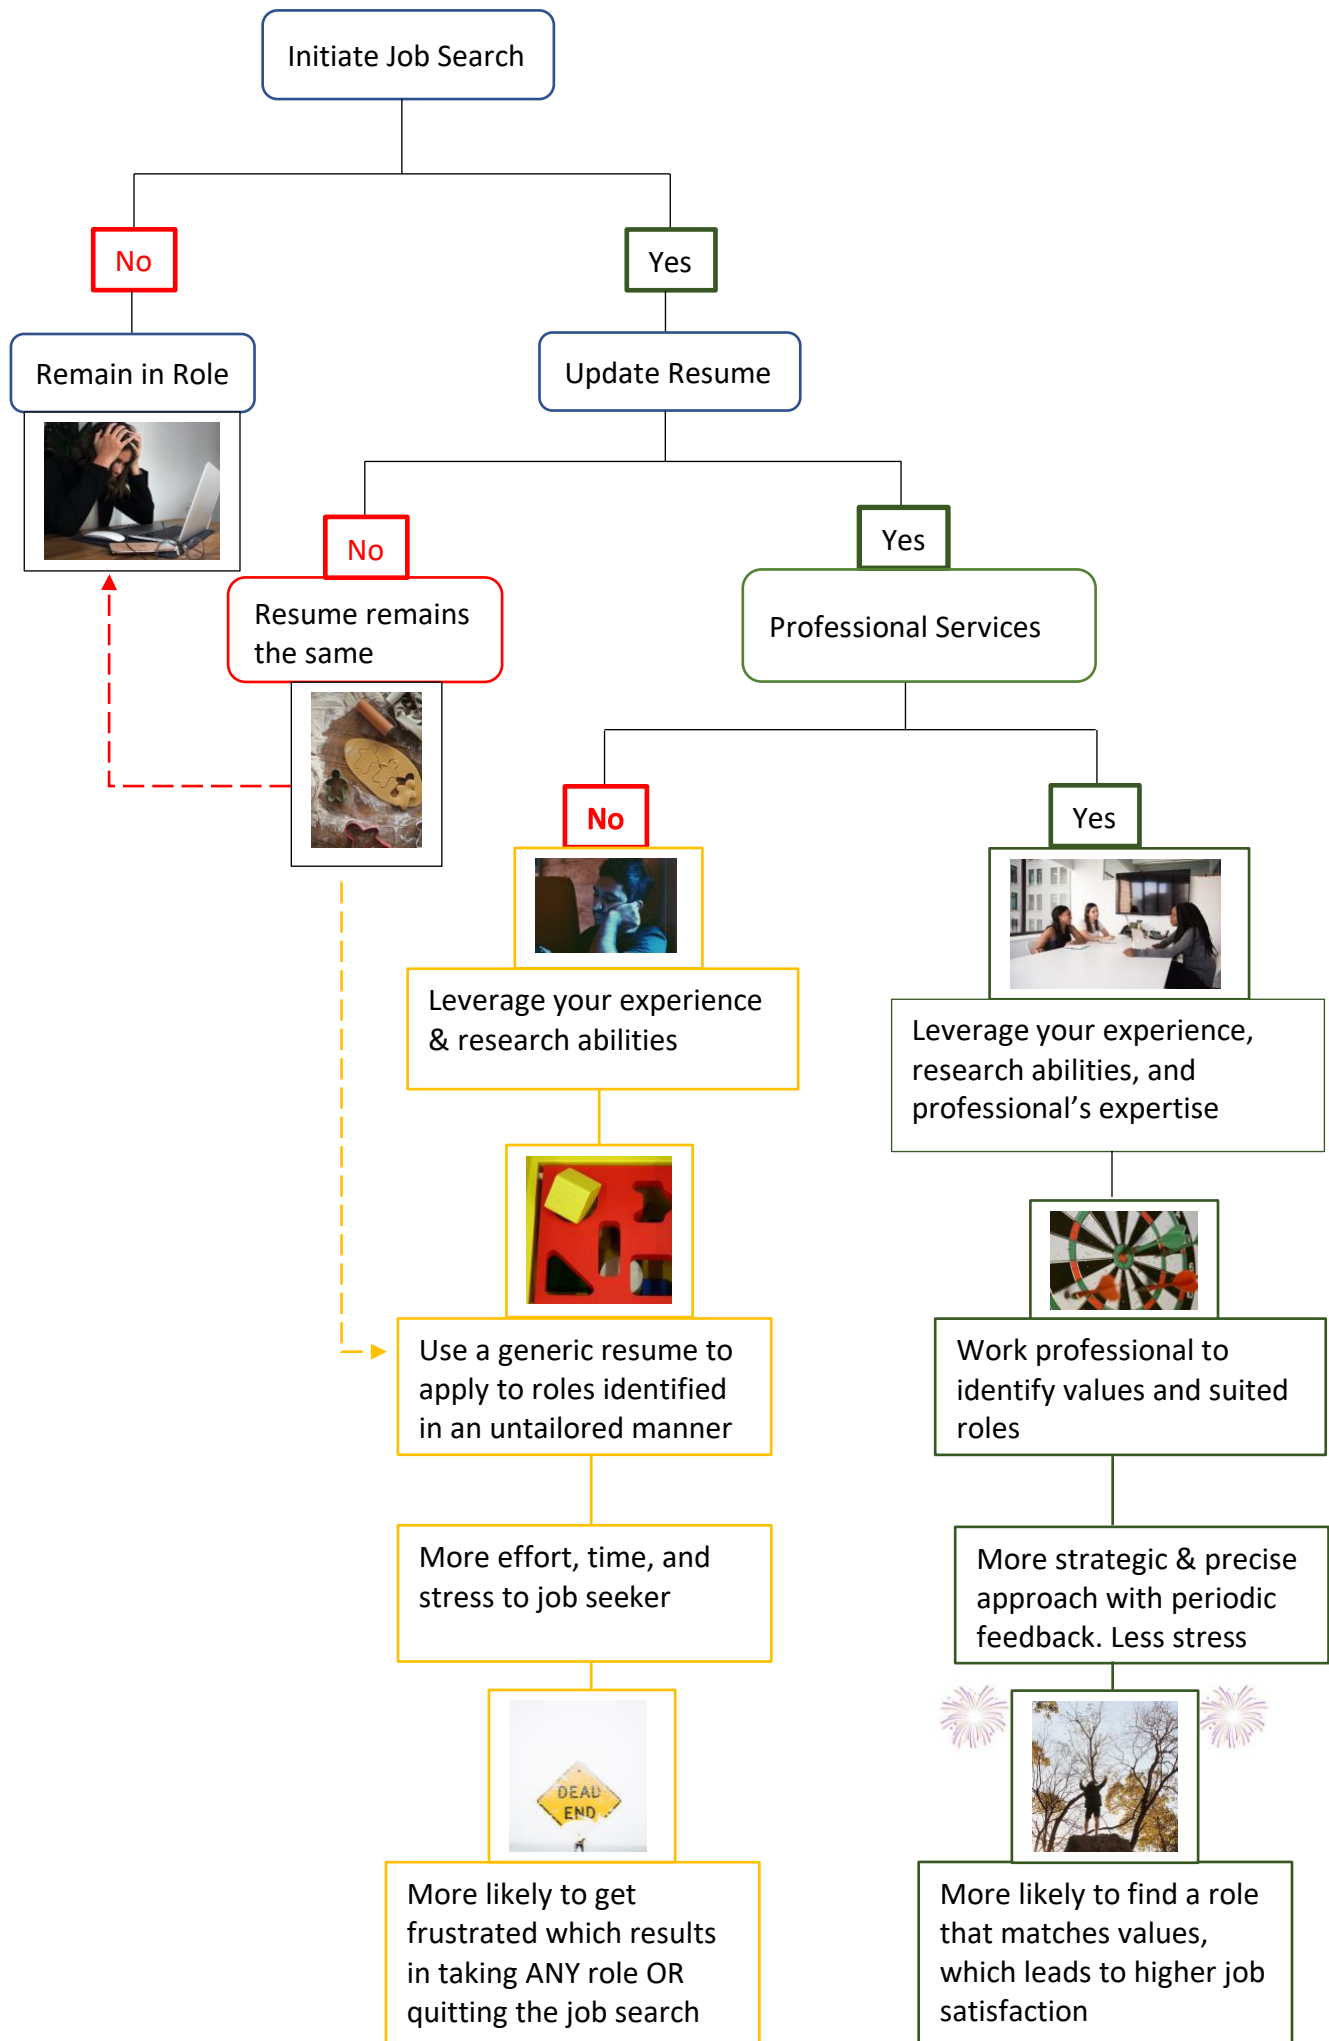 Initiate Job Search
No
Yes
Remain in Role
Update Resume
No
Yes
Resume remains
the same
Professional Services
No
Yes
Leverage your experience
& research abilities
Leverage your experience,
research abilities, and
professional’s expertise
Use a generic resume to
apply to roles identified
in an untailored manner
Work professional to
identify values and suited
roles
More effort, time, and
stress to job seeker
More strategic & precise
approach with periodic
feedback. Less stress
DEAD
END
More likely to get
frustrated which results
in taking ANY role OR
quitting the job search
More likely to find a role
that matches values,
which leads to higher job
satisfaction